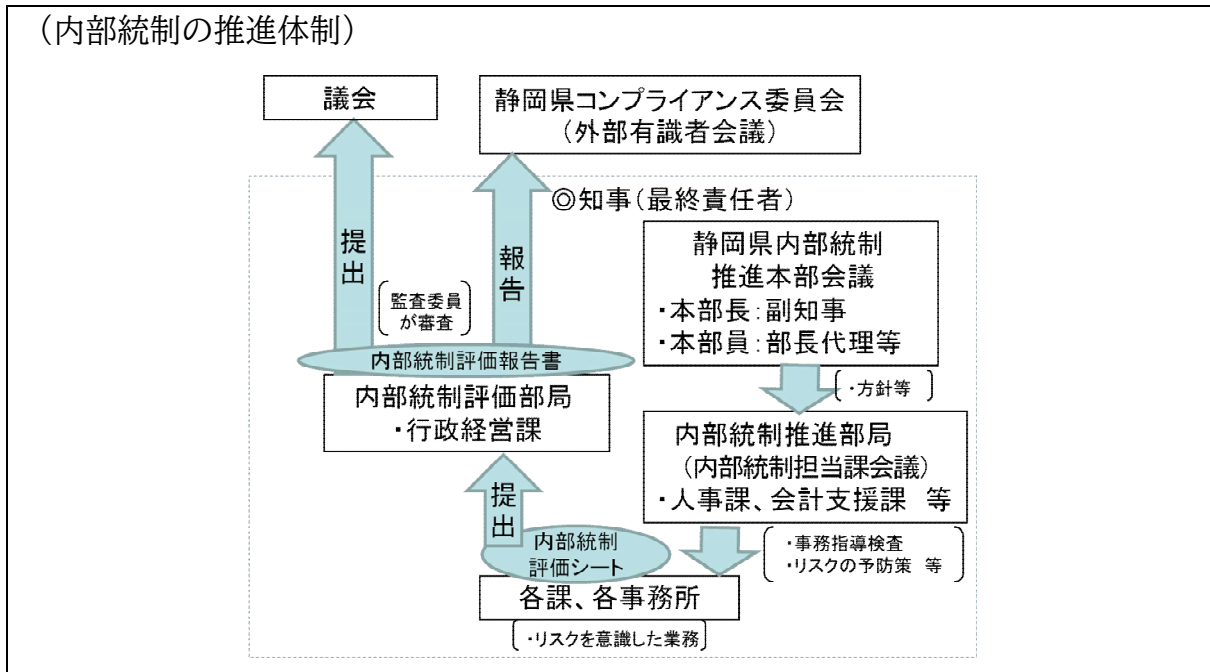 （内部統制の推進体制）
議会
静岡県コンプライアンス委員会
（外部有識者会議）
◎知事（最終責任者）
提出
報告
監査委員
が審査
静岡県内部統制
推進本部会議
・本部長：副知事
・本部員：部長代理等
内部統制評価報告書
内部統制評価部局
・行政経営課
・方針等
内部統制推進部局
（内部統制担当課会議）
・人事課、会計支援課 等
提出
内部統制
評価シート
・事務指導検査
・リスクの予防策 等
各課、各事務所
・リスクを意識した業務